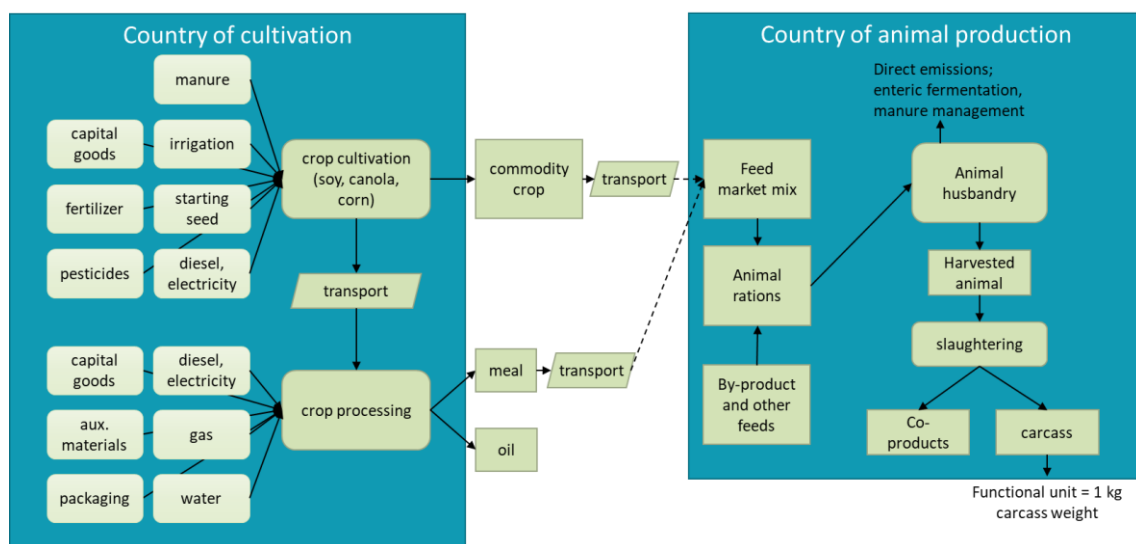 Country of cultivation
manure
capital
goods
irrigation
fertilizer
starting
seed
pesticides
diesel,
electricity
crop cultivation
(soy, canola,
corn)
transport
capital
goods
diesel,
electricity
aux.
materials
gas
packaging
water
crop processing
commodity
crop
transport
meal
transport
oil
Country of animal production
Direct emissions;
enteric fermentation,
manure management
Feed
market mix
Animal
rations
By-product
and other
feeds
Animal
husbandry
Harvested
animal
slaughtering
Co-
products
carcass
Functional unit = 1 kg
carcass weight